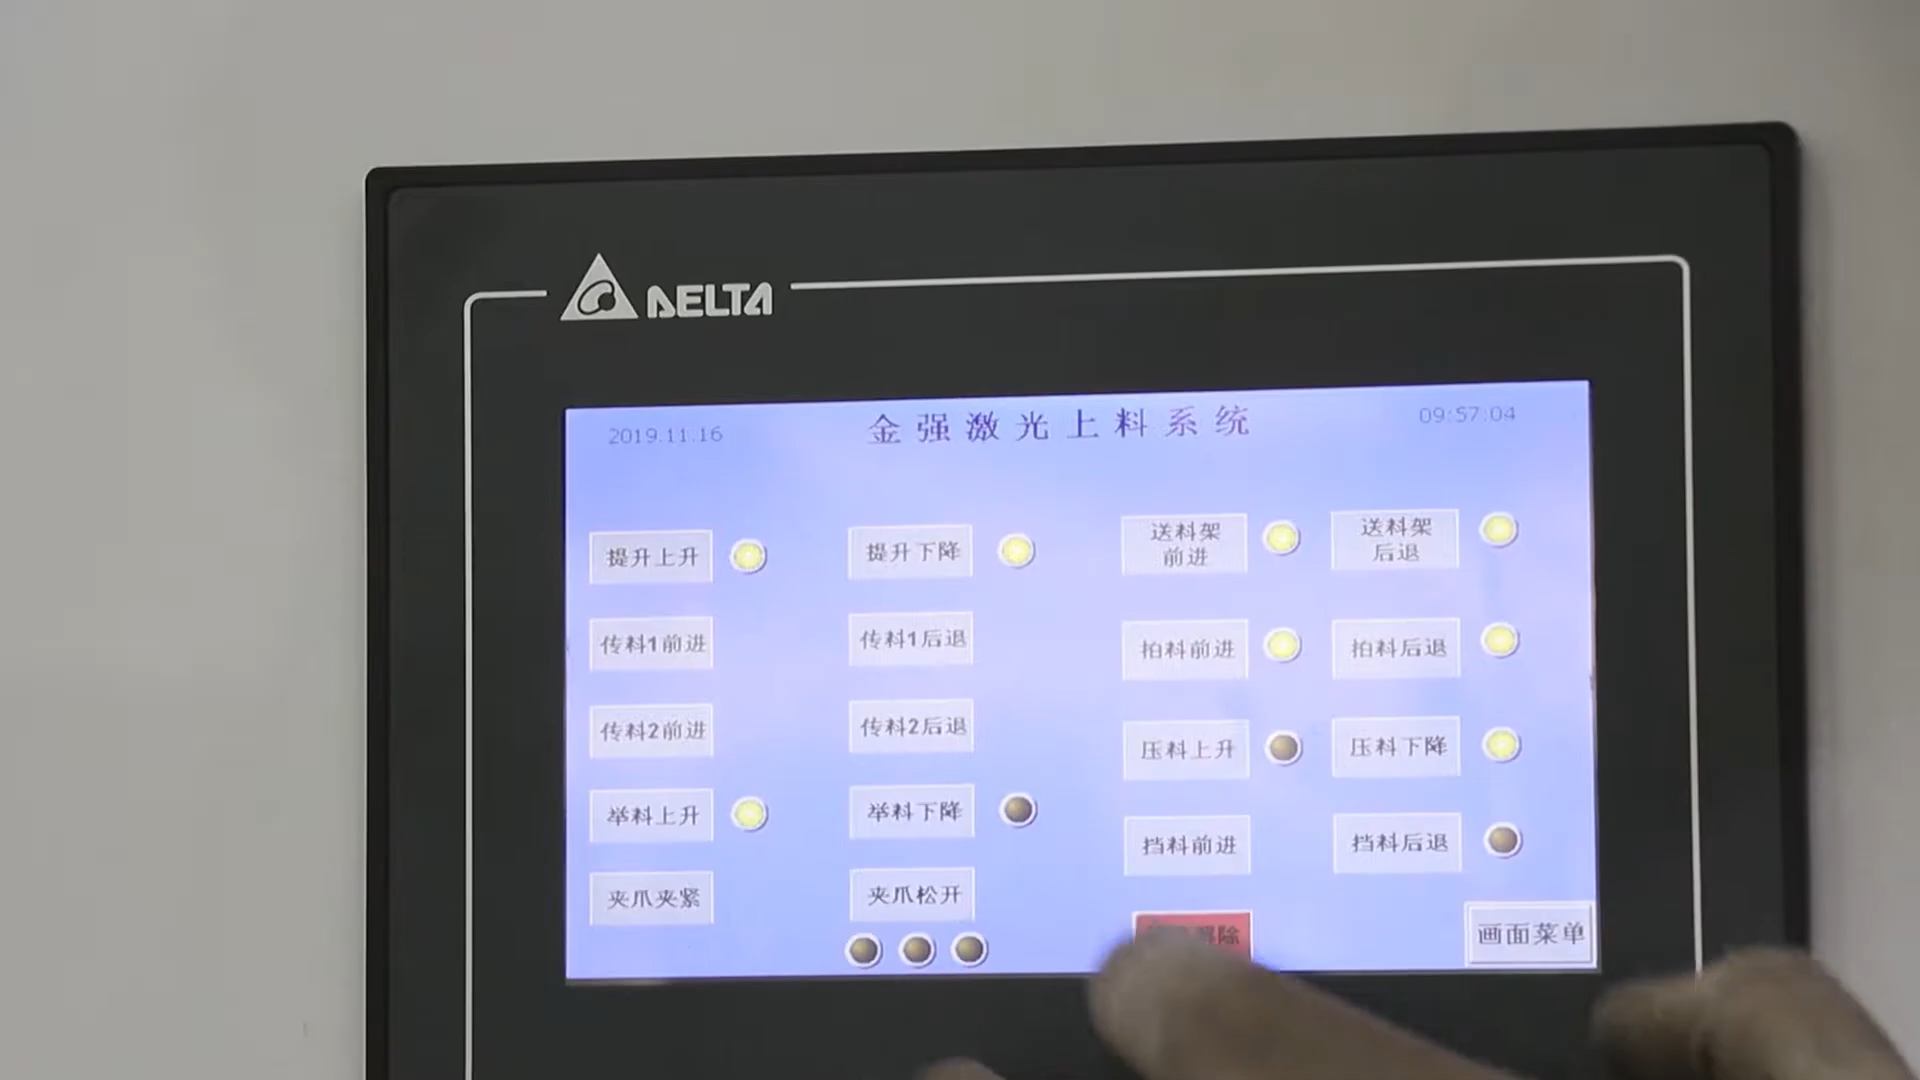 DELTA
2019.11.16
金强激光上料系统
09:57:04
提升上升
提升下降
送料架
前进
送料架
后退
传料1前进
传料1后退
拍料前进
拍料后退
传料2前进
传料2后退
压料上升
压料下降
举料上升
举料下降
挡料前进
挡料后退
夹爪夹紧
夹爪松开
解除
画面菜单